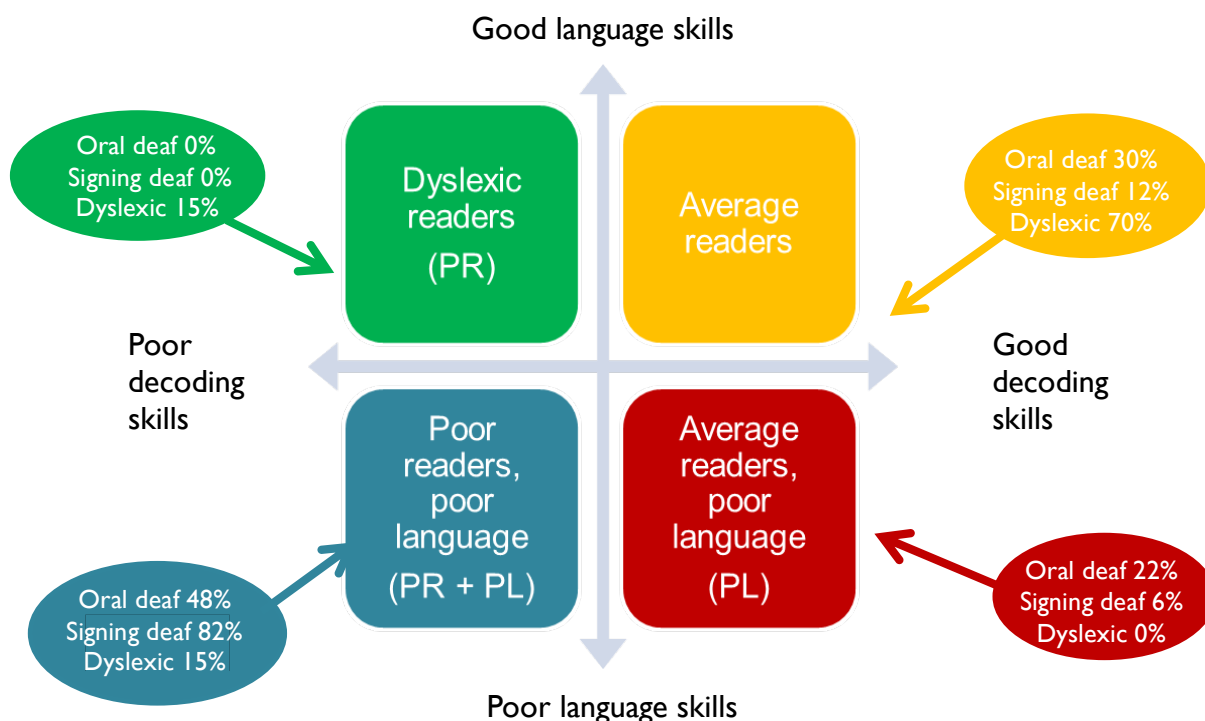 Good language skills
Oral deaf 0%
Signing deaf 0%
Dyslexic 15%
Dyslexic
readers
(PR)
Average
readers
Oral deaf 30%
Signing deaf 12%
Dyslexic 70%
Poor
decoding
skills
Good
decoding
skills
Poor
readers,
poor
language
(PR + PL)
Average
readers,
poor
language
(PL)
Oral deaf 48%
Signing deaf 82%
Dyslexic 15%
Oral deaf 22%
Signing deaf 6%
Dyslexic 0%
Poor language skills